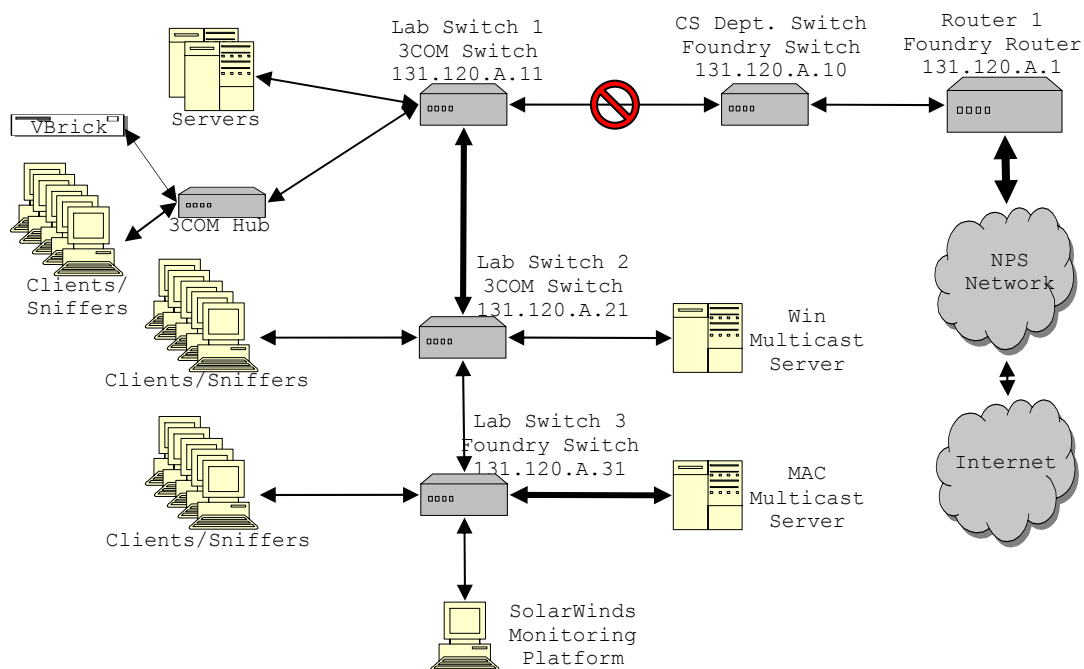 Lab Switch 1
3COM Switch
131.120.A.11
CS Dept. Switch
Foundry Switch
131.120.A.10
Router 1
Foundry Router
131.120.A.1
Servers
VBrick
3COM Hub
Clients/
Sniffers
Lab Switch 2
3COM Switch
131.120.A.21
NPS
Network
Clients/Sniffers
Win
Multicast
Server
Lab Switch 3
Foundry Switch
131.120.A.31
Internet
Clients/Sniffers
MAC
Multicast
Server
SolarWinds
Monitoring
Platform